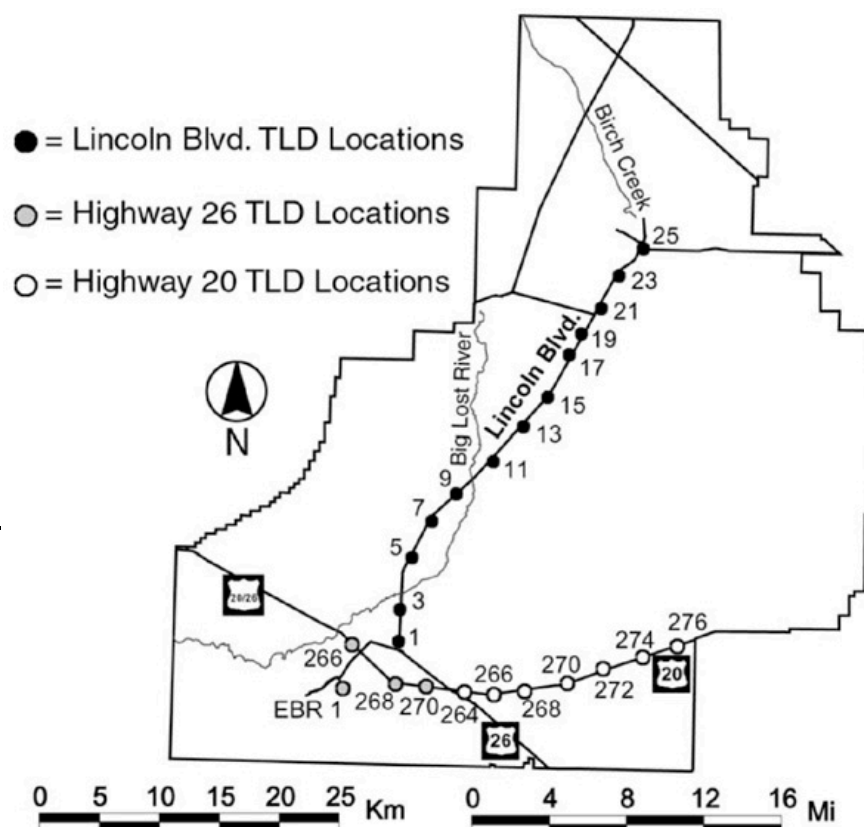 ● = Lincoln Blvd. TLD Locations
● = Highway 26 TLD Locations
○ = Highway 20 TLD Locations
Birch Creek
25
23
21
19
17
Lincoln Blvd.
Big Lost River
15
N
13
11
9
7
5
20/26
3
1
276
274
266
270
266
20
272
EBR 1
268
270
264
268
26
0 5 10 15 20 25 Km
0 4 8 12 16 Mi